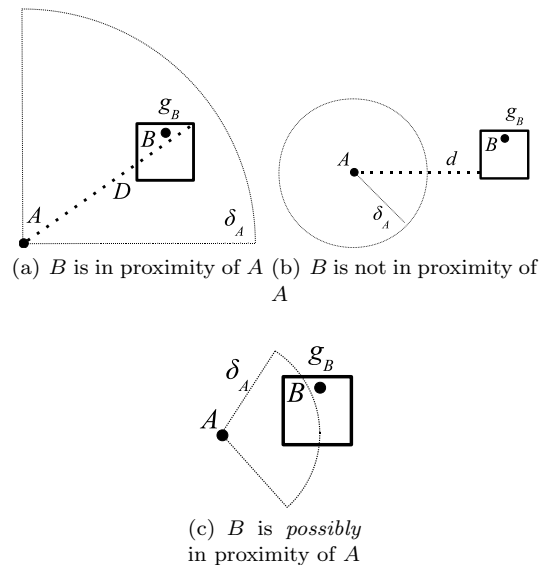 g_B
B
D
A
δ_A
(a) B is in proximity of A
g_B
B
A
d
δ_A
(b) B is not in proximity of
A
g_B
δ_A
B
A
(c) B is possibly
in proximity of A